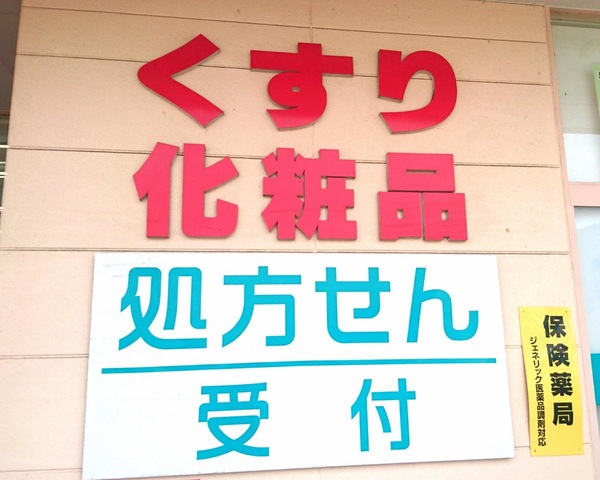 くすり
化粧品
処方せん
受付
保険薬局
ジェネリック医薬品調剤対応